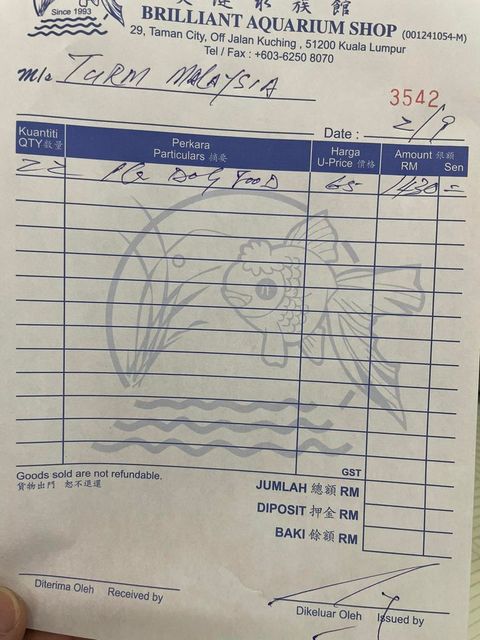 水族館
Since 1993
BRILLIANT AQUARIUM SHOP (001241054-M)
29, Taman City, Off Jalan Kuching, 51200 Kuala Lumpur
Tel / Fax : +603-6250 8070
M/s TARM MALAYSIA
3542
Date : 2/9
Kuantiti QTY 數量 Perkara Particulars 摘要 Harga U-Price 價格 Amount 銀額 RM Sen
22 DOG FOOD 65 1430 =
GST
Goods sold are not refundable.
貨物出門 恕不退還
JUMLAH 總額 RM
DIPOSIT 押金 RM
BAKI 餘額 RM
Diterima Oleh Received by
Dikeluar Oleh Issued by